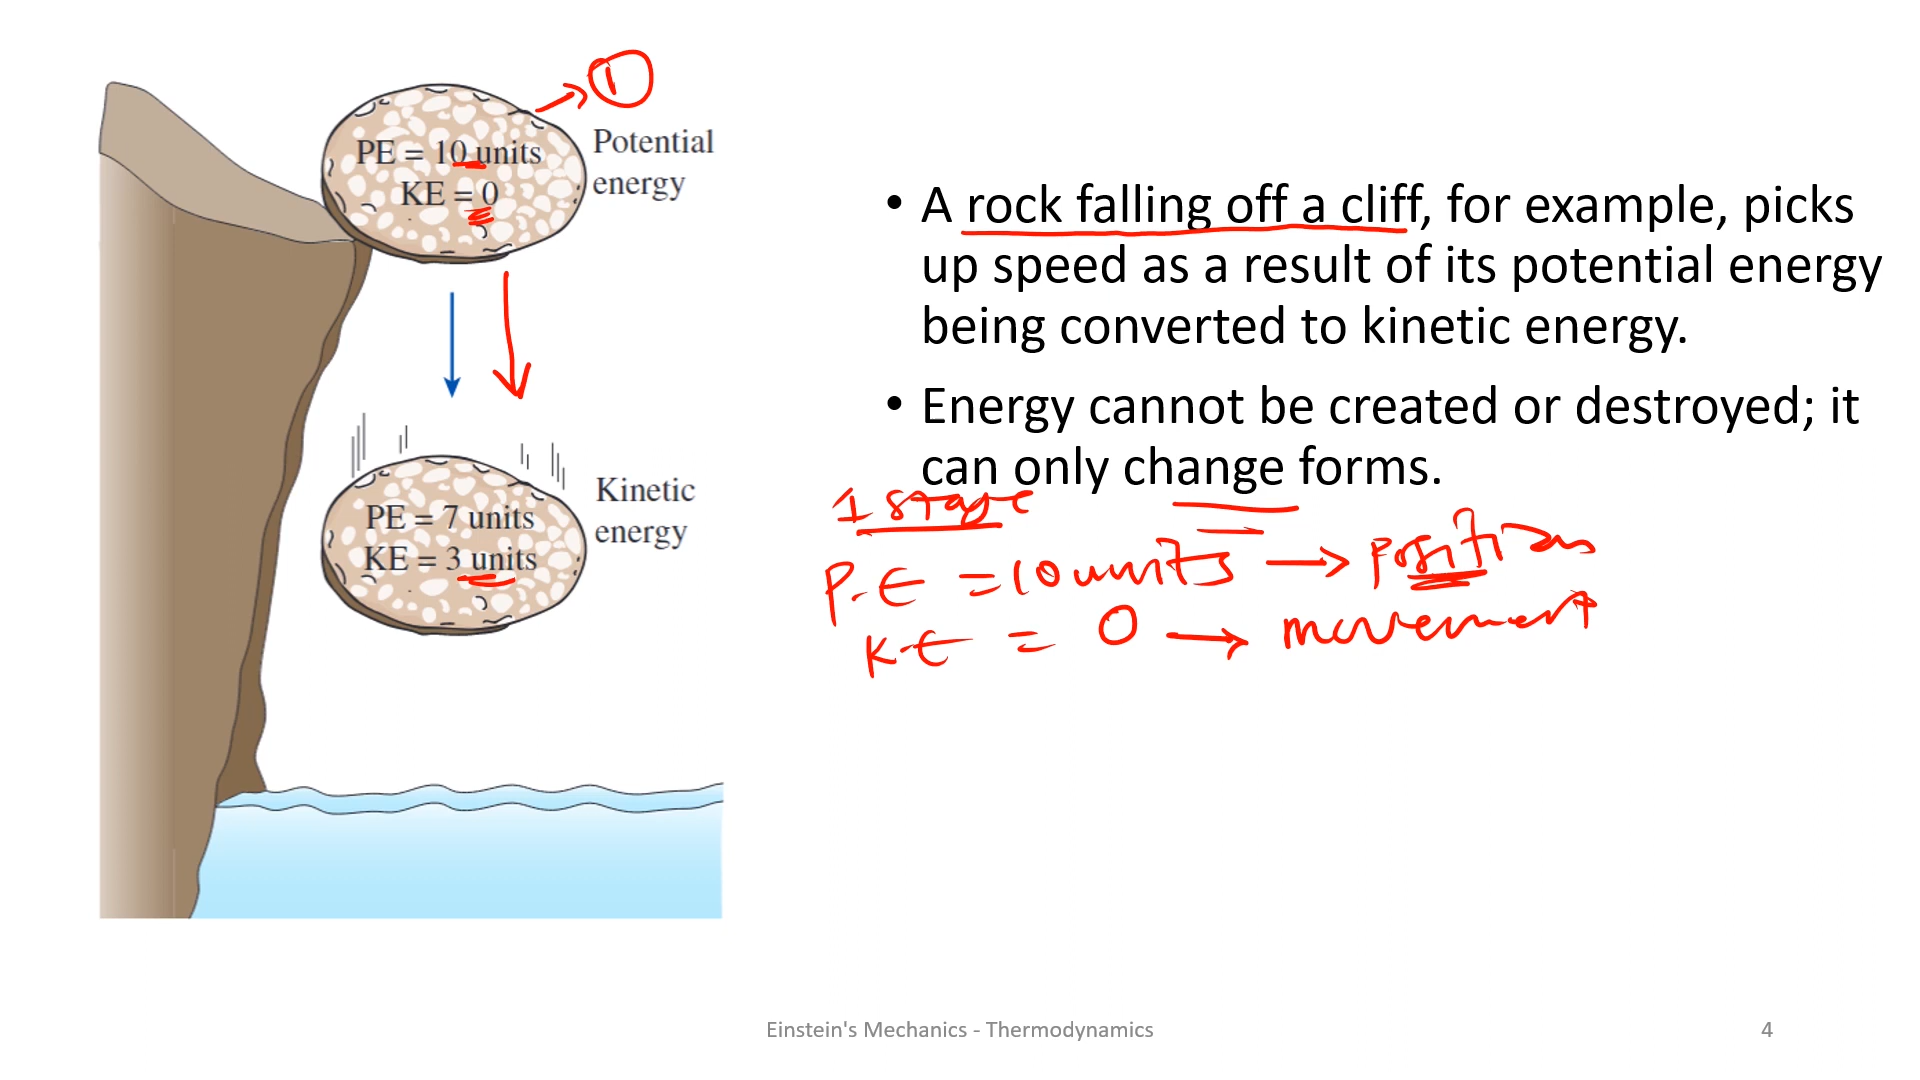 1
PE = 10 units
KE = 0
Potential
energy
PE = 7 units
KE = 3 units
Kinetic
energy
• A rock falling off a cliff, for example, picks
up speed as a result of its potential energy
being converted to kinetic energy.
• Energy cannot be created or destroyed; it
can only change forms.
1 stage
P.E = 10 units → position
K.E = 0 → movement
Einstein's Mechanics - Thermodynamics
4